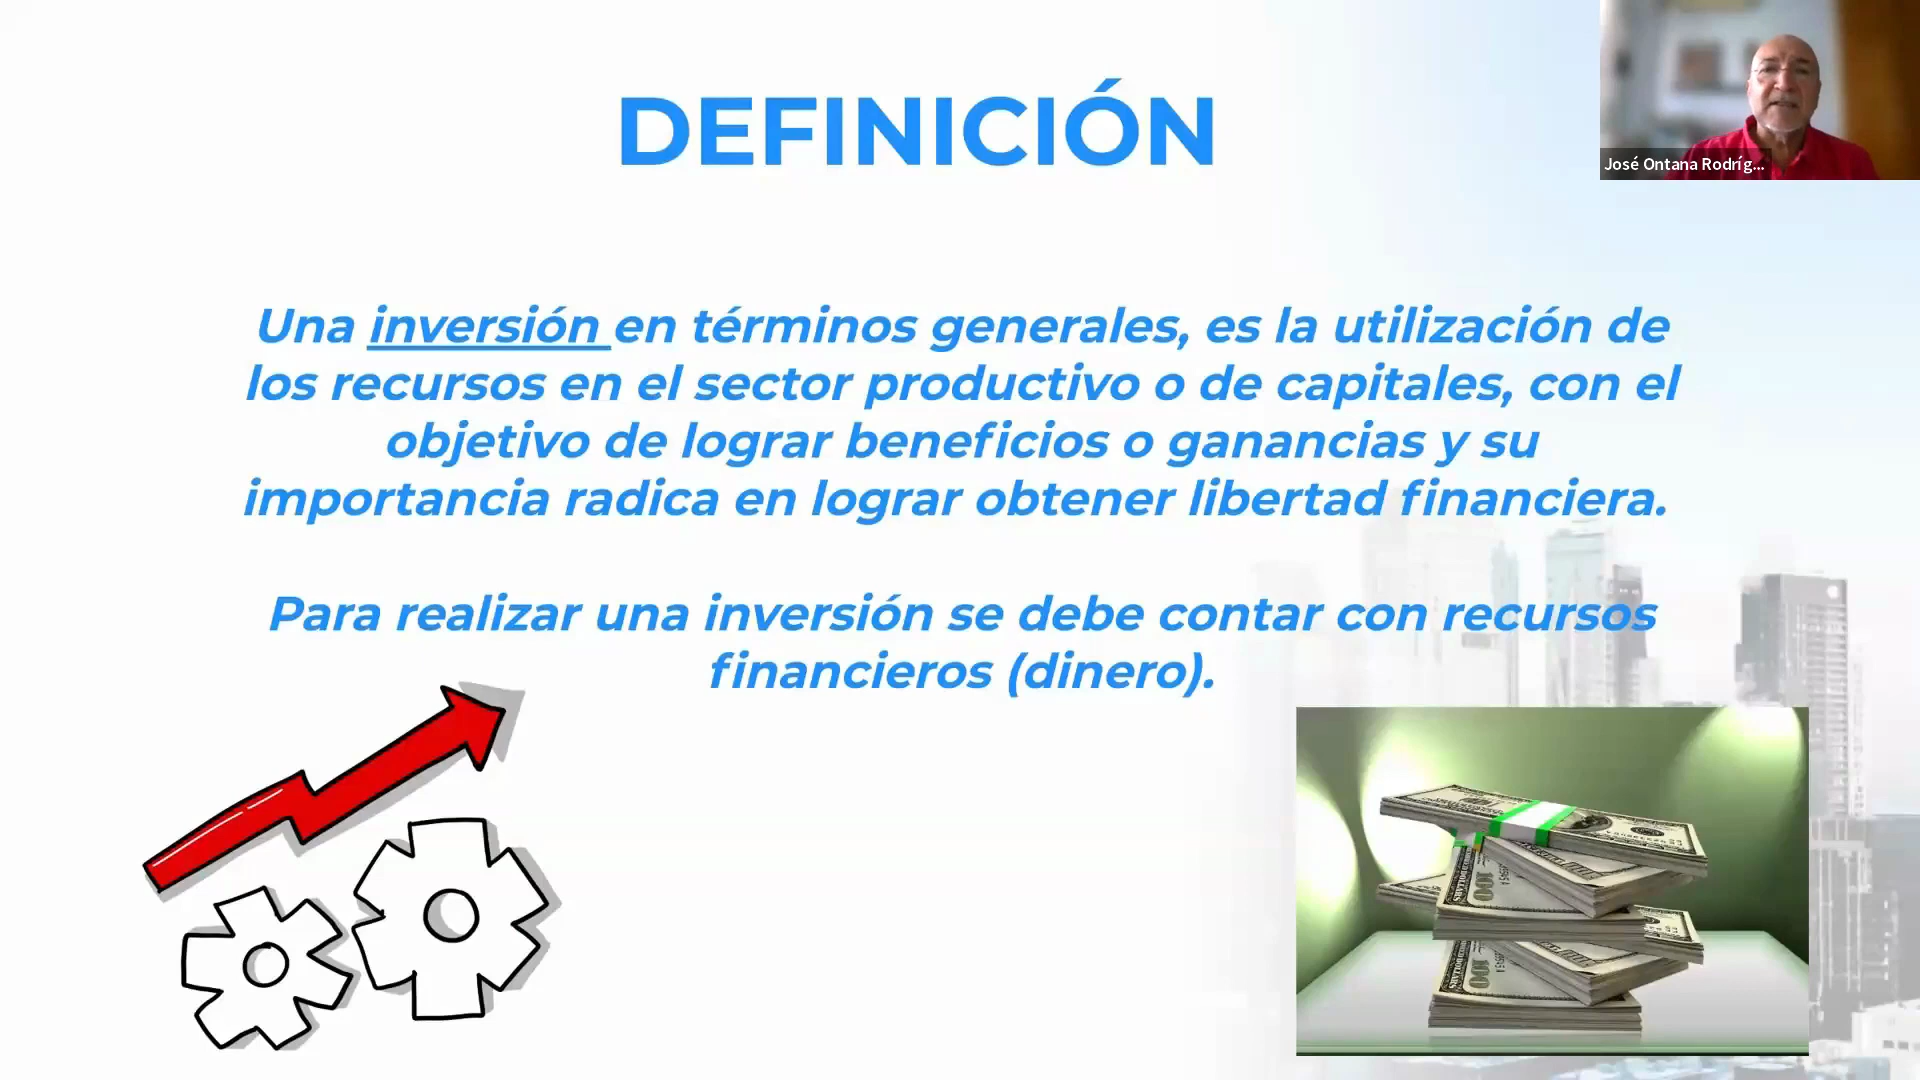 DEFINICIÓN
José Ontana Rodríg...
Una inversión en términos generales, es la utilización de
los recursos en el sector productivo o de capitales, con el
objetivo de lograr beneficios o ganancias y su
importancia radica en lograr obtener libertad financiera.
Para realizar una inversión se debe contar con recursos
financieros (dinero).